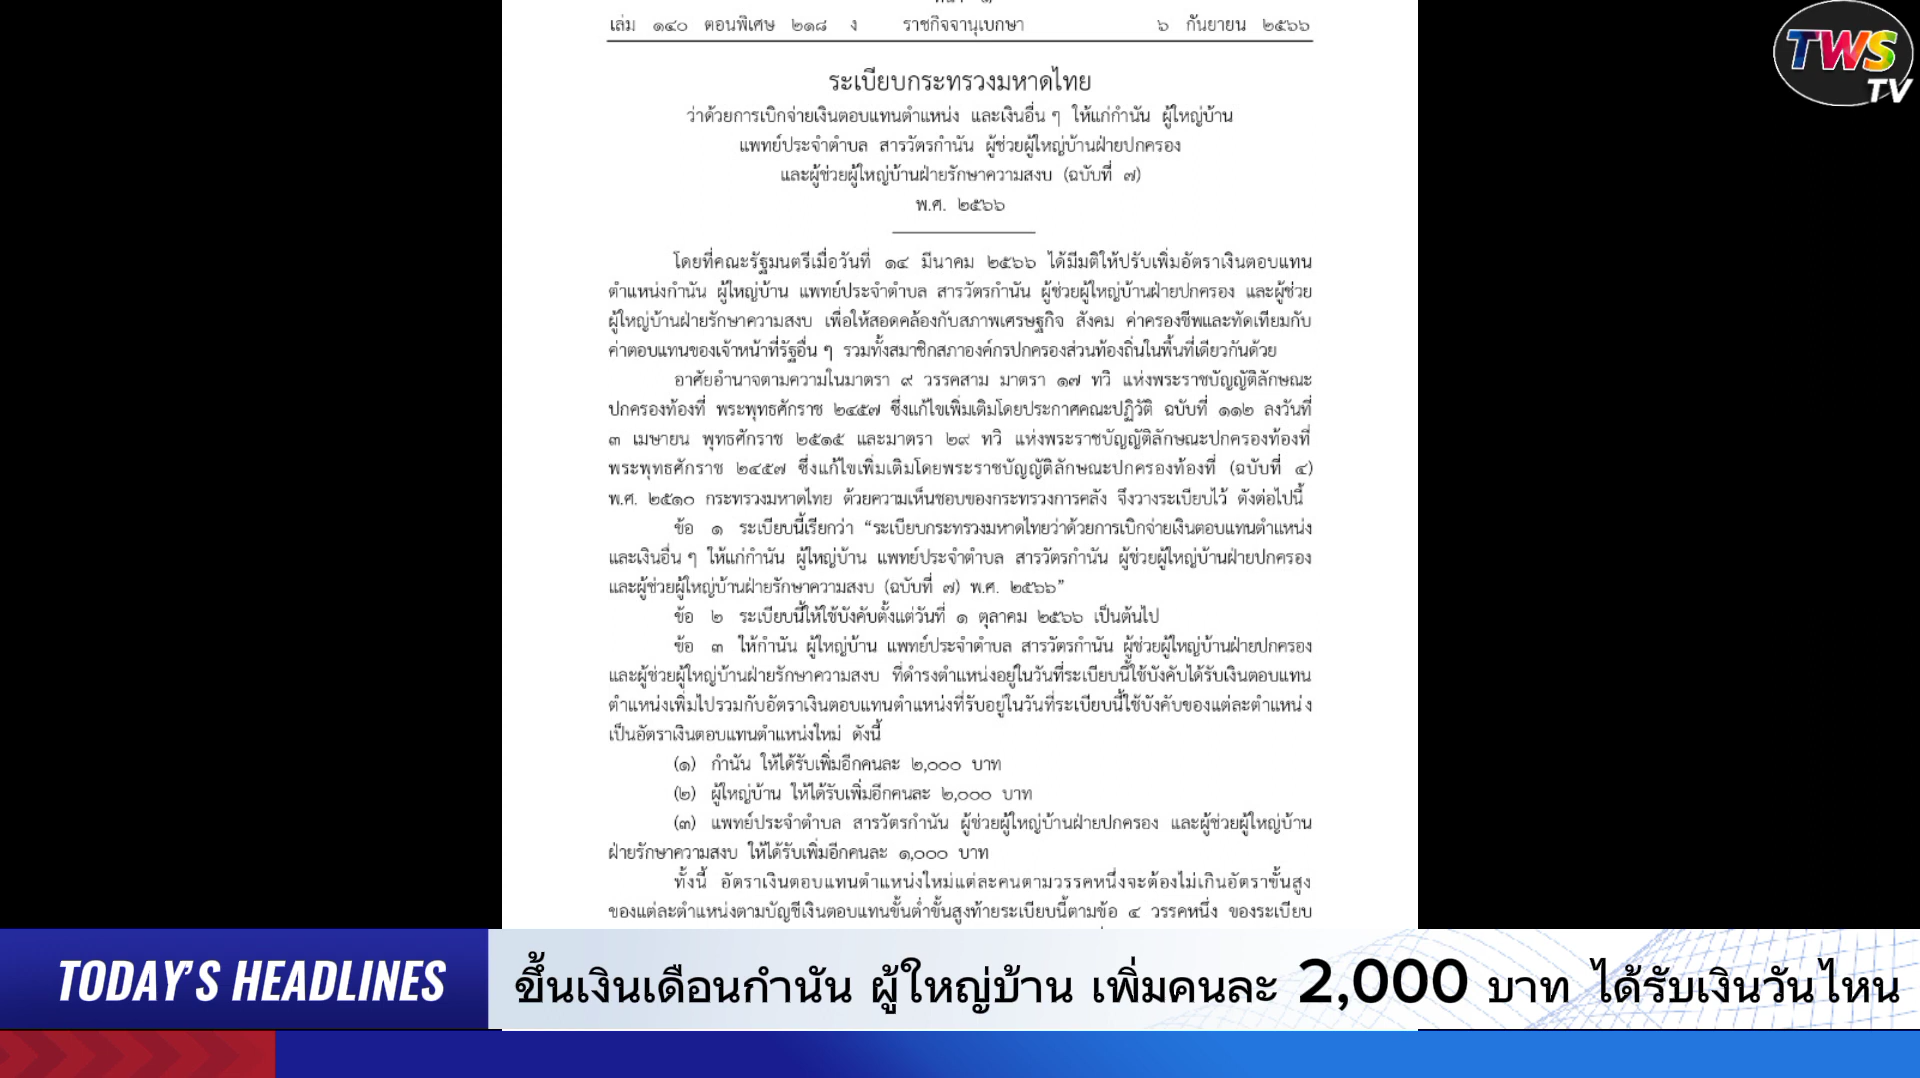 เล่ม ๑๔๐ ตอนพิเศษ ๒๑๘ ง ราชกิจจานุเบกษา ๖ กันยายน ๒๕๖๖
TWS
TV
ระเบียบกระทรวงมหาดไทย
ว่าด้วยการเบิกจ่ายเงินตอบแทนตำแหน่ง และเงินอื่น ๆ ให้แก่กำนัน ผู้ใหญ่บ้าน
แพทย์ประจำตำบล สารวัตรกำนัน ผู้ช่วยผู้ใหญ่บ้านฝ่ายปกครอง
และผู้ช่วยผู้ใหญ่บ้านฝ่ายรักษาความสงบ (ฉบับที่ ๗)
พ.ศ. ๒๕๖๖
โดยที่คณะรัฐมนตรีเมื่อวันที่ ๑๔ มีนาคม ๒๕๖๖ ได้มีมติให้ปรับเพิ่มอัตราเงินตอบแทน
ตำแหน่งกำนัน ผู้ใหญ่บ้าน แพทย์ประจำตำบล สารวัตรกำนัน ผู้ช่วยผู้ใหญ่บ้านฝ่ายปกครอง และผู้ช่วย
ผู้ใหญ่บ้านฝ่ายรักษาความสงบ เพื่อให้สอดคล้องกับสภาพเศรษฐกิจ สังคม ค่าครองชีพและทัดเทียมกับ
ค่าตอบแทนของเจ้าหน้าที่รัฐอื่น ๆ รวมทั้งสมาชิกสภาองค์กรปกครองส่วนท้องถิ่นในพื้นที่เดียวกันด้วย
อาศัยอำนาจตามความในมาตรา ๙ วรรคสาม มาตรา ๑๗ ทวิ แห่งพระราชบัญญัติลักษณะ
ปกครองท้องที่ พระพุทธศักราช ๒๔๕๗ ซึ่งแก้ไขเพิ่มเติมโดยประกาศคณะปฏิวัติ ฉบับที่ ๑๑๒ ลงวันที่
๓ เมษายน พุทธศักราช ๒๕๑๕ และมาตรา ๒๙ ทวิ แห่งพระราชบัญญัติลักษณะปกครองท้องที่
พระพุทธศักราช ๒๔๕๗ ซึ่งแก้ไขเพิ่มเติมโดยพระราชบัญญัติลักษณะปกครองท้องที่ (ฉบับที่ ๔)
พ.ศ. ๒๕๑๐ กระทรวงมหาดไทย ด้วยความเห็นชอบของกระทรวงการคลัง จึงวางระเบียบไว้ ดังต่อไปนี้
ข้อ ๑ ระเบียบนี้เรียกว่า “ระเบียบกระทรวงมหาดไทยว่าด้วยการเบิกจ่ายเงินตอบแทนตำแหน่ง
และเงินอื่น ๆ ให้แก่กำนัน ผู้ใหญ่บ้าน แพทย์ประจำตำบล สารวัตรกำนัน ผู้ช่วยผู้ใหญ่บ้านฝ่ายปกครอง
และผู้ช่วยผู้ใหญ่บ้านฝ่ายรักษาความสงบ (ฉบับที่ ๗) พ.ศ. ๒๕๖๖”
ข้อ ๒ ระเบียบนี้ให้ใช้บังคับตั้งแต่วันที่ ๑ ตุลาคม ๒๕๖๖ เป็นต้นไป
ข้อ ๓ ให้กำนัน ผู้ใหญ่บ้าน แพทย์ประจำตำบล สารวัตรกำนัน ผู้ช่วยผู้ใหญ่บ้านฝ่ายปกครอง
และผู้ช่วยผู้ใหญ่บ้านฝ่ายรักษาความสงบ ที่ดำรงตำแหน่งอยู่ในวันที่ระเบียบนี้ใช้บังคับได้รับเงินตอบแทน
ตำแหน่งเพิ่มไปรวมกับอัตราเงินตอบแทนตำแหน่งที่รับอยู่ในวันที่ระเบียบนี้ใช้บังคับของแต่ละตำแหน่ง
เป็นอัตราเงินตอบแทนตำแหน่งใหม่ ดังนี้
(๑) กำนัน ให้ได้รับเพิ่มอีกคนละ ๒,๐๐๐ บาท
(๒) ผู้ใหญ่บ้าน ให้ได้รับเพิ่มอีกคนละ ๒,๐๐๐ บาท
(๓) แพทย์ประจำตำบล สารวัตรกำนัน ผู้ช่วยผู้ใหญ่บ้านฝ่ายปกครอง และผู้ช่วยผู้ใหญ่บ้าน
ฝ่ายรักษาความสงบ ให้ได้รับเพิ่มอีกคนละ ๑,๐๐๐ บาท
ทั้งนี้ อัตราเงินตอบแทนตำแหน่งใหม่แต่ละคนตามวรรคหนึ่งจะต้องไม่เกินอัตราขั้นสูง
ของแต่ละตำแหน่งตามบัญชีเงินตอบแทนขั้นต่ำขั้นสูงท้ายระเบียบนี้ตามข้อ ๔ วรรคหนึ่ง ของระเบียบ
TODAY'S HEADLINES
ขึ้นเงินเดือนกำนัน ผู้ใหญ่บ้าน เพิ่มคนละ 2,000 บาท ได้รับเงินวันไหน